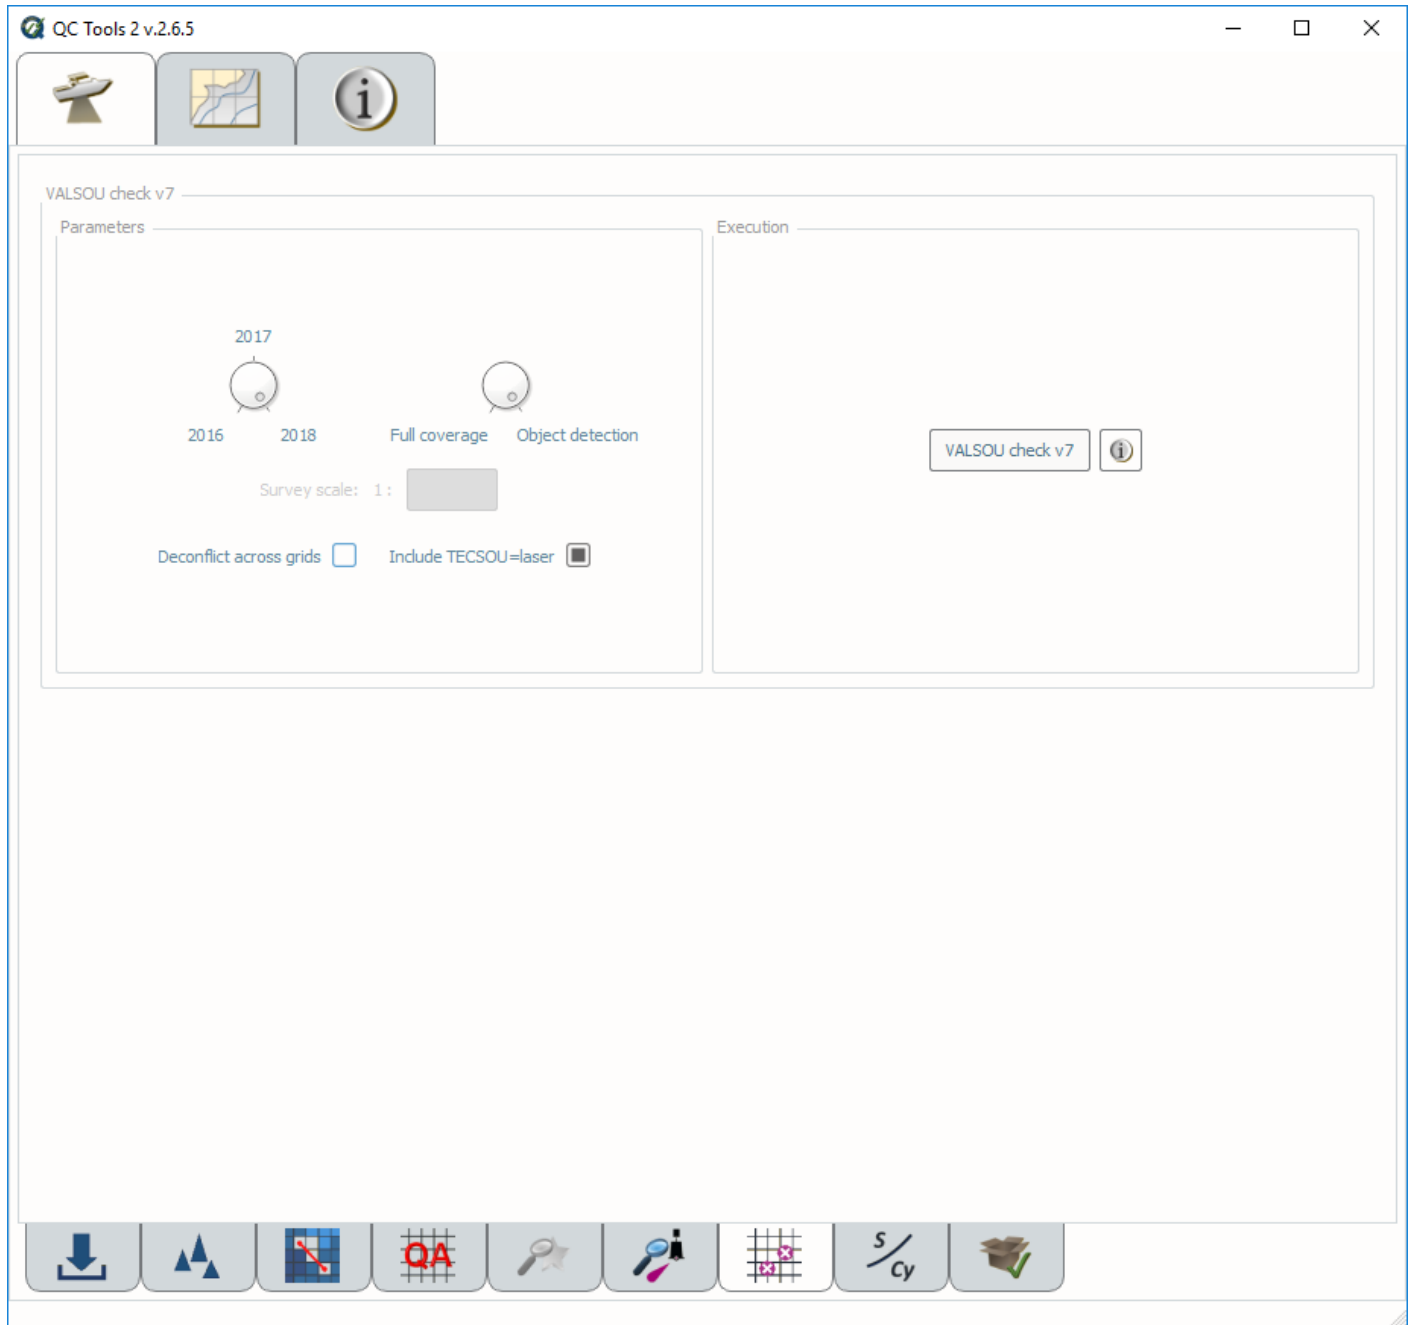 QC Tools 2 v.2.6.5
i
VALSOU check v7
Parameters
Execution
2017
2016
2018
Full coverage
Object detection
Survey scale: 1 :
Deconflict across grids
Include TECSOU=laser
VALSOU check v7
i
QA
S/Cy